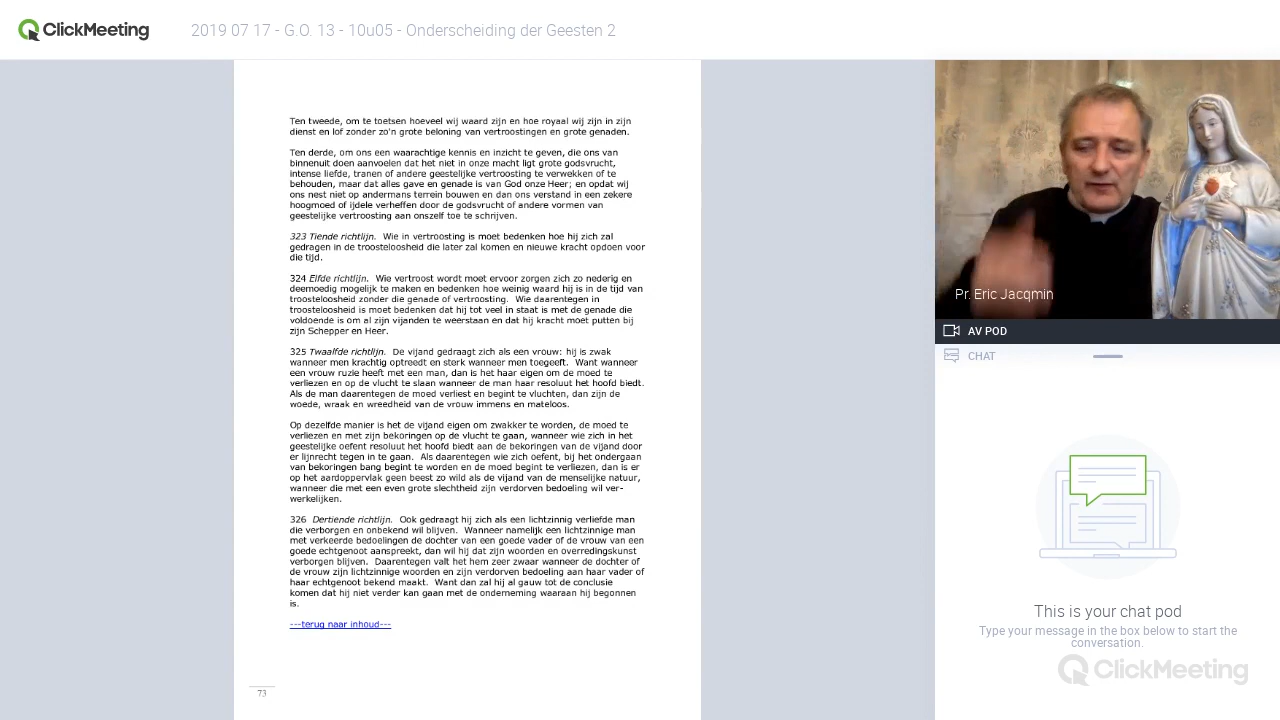 ClickMeeting
2019 07 17 - G.O. 13 - 10u05 - Onderscheiding der Geesten 2
Ten tweede, om te toetsen hoeveel wij waard zijn en hoe royaal wij zijn in zijn
dienst en lof zonder zo'n grote beloning van vertroostingen en grote genaden.
Ten derde, om ons een waarachtige kennis en inzicht te geven, die ons van
binnenuit doen aanvoelen dat het niet in onze macht ligt grote godsvrucht,
intense liefde, tranen of andere geestelijke vertroosting te verwekken of te
behouden, maar dat alles gave en genade is van God onze Heer; en opdat wij
ons nest niet op andermans terrein bouwen en dan ons verstand in een zekere
hoogmoed of ijdele verheffen door de godsvrucht of andere vormen van
geestelijke vertroosting aan onszelf toe te schrijven.
323 Tiende richtlijn.  Wie in vertroosting is moet bedenken hoe hij zich zal
gedragen in de troosteloosheid die later zal komen en nieuwe kracht opdoen voor
die tijd.
324 Elfde richtlijn.  Wie vertroost wordt moet ervoor zorgen zich zo nederig en
deemoedig mogelijk te maken en bedenken hoe weinig waard hij is in de tijd van
troosteloosheid zonder die genade of vertroosting.  Wie daarentegen in
troosteloosheid is moet bedenken dat hij tot veel in staat is met de genade die
voldoende is om al zijn vijanden te weerstaan en dat hij kracht moet putten bij
zijn Schepper en Heer.
325 Twaalfde richtlijn.  De vijand gedraagt zich als een vrouw: hij is zwak
wanneer men krachtig optreedt en sterk wanneer men toegeeft.  Want wanneer
een vrouw ruzie heeft met een man, dan is het haar eigen om de moed te
verliezen en op de vlucht te slaan wanneer de man haar resoluut het hoofd biedt.
Als de man daarentegen de moed verliest en begint te vluchten, dan zijn de
woede, wraak en wreedheid van de vrouw immens en mateloos.
Op dezelfde manier is het de vijand eigen om zwakker te worden, de moed te
verliezen en met zijn bekoringen op de vlucht te gaan, wanneer wie zich in het
geestelijke oefent resoluut het hoofd biedt aan de bekoringen van de vijand door
er lijnrecht tegen in te gaan.  Als daarentegen wie zich oefent, bij het ondergaan
van bekoringen bang begint te worden en de moed begint te verliezen, dan is er
op het aardoppervlak geen beest zo wild als de vijand van de menselijke natuur,
wanneer die met een even grote slechtheid zijn verdorven bedoeling wil ver-
werkelijken.
326  Dertiende richtlijn.  Ook gedraagt hij zich als een lichtzinnig verliefde man
die verborgen en onbekend wil blijven.  Wanneer namelijk een lichtzinnige man
met verkeerde bedoelingen de dochter van een goede vader of de vrouw van een
goede echtgenoot aanspreekt, dan wil hij dat zijn woorden en overredingskunst
verborgen blijven.  Daarentegen valt het hem zeer zwaar wanneer de dochter of
de vrouw zijn lichtzinnige woorden en zijn verdorven bedoeling aan haar vader of
haar echtgenoot bekend maakt.  Want dan zal hij al gauw tot de conclusie
komen dat hij niet verder kan gaan met de onderneming waaraan hij begonnen
is.
---terug naar inhoud---
73
Pr. Eric Jacqmin
AV POD
CHAT
This is your chat pod
Type your message in the box below to start the
conversation.
ClickMeeting